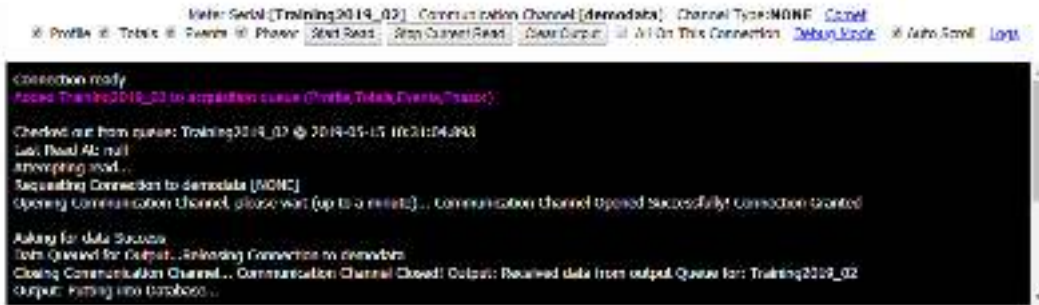 Meter Serial:[Training2019_02] Communication Channel:[demodata] Channel Type:NONE Comet
Profile Totals Events Phasor Start Read Stop Current Read Clear Output All On This Connection Debug Mode Auto Scroll Logs
Connection ready
Added Training2019_02 to acquisition queue (Profile,Totals,Events,Phasor)
Checked out from queue: Training2019_02 @ 2019-05-15 10:31:04.893
Last Read At: null
Attempting read...
Requesting Connection to demodata [NONE]
Opening Communication Channel, please wait (up to a minute)... Communication Channel Opened Successfully! Connection Granted
Asking for data Success
Data Queued for Output...Releasing Connection to demodata
Closing Communication Channel... Communication Channel Closed! Output: Received data from output Queue for: Training2019_02
Output: Putting into Database...